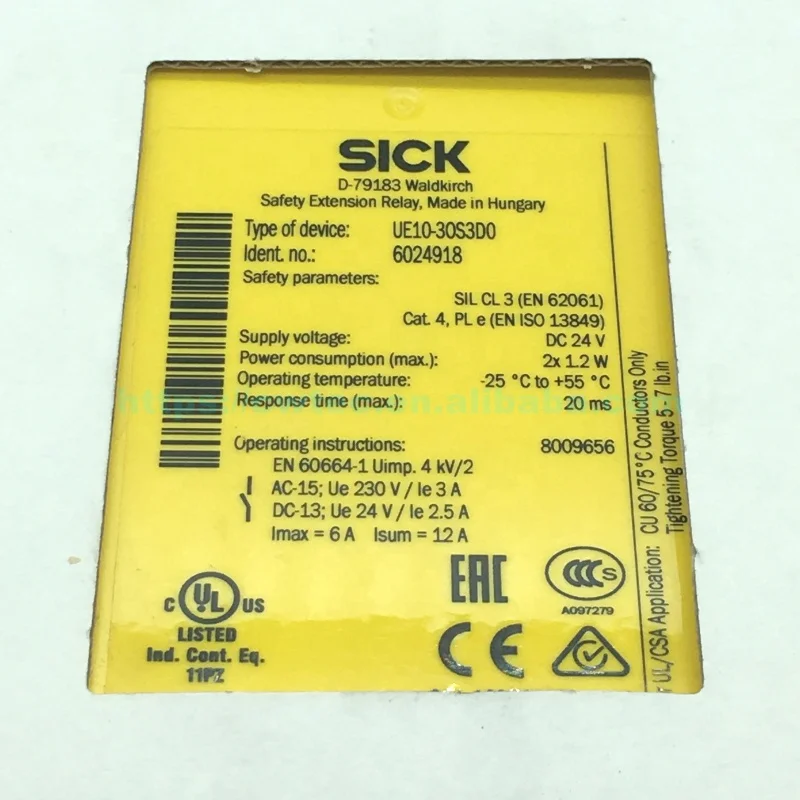 SICK
D-79183 Waldkirch
Safety Extension Relay, Made in Hungary
Type of device: UE10-30S3D0
Ident. no.: 6024918
Safety parameters:
SIL CL 3 (EN 62061)
Cat. 4, PL e (EN ISO 13849)
Supply voltage: DC 24 V
Power consumption (max.): 2x 1.2 W
Operating temperature: -25 °C to +55 °C
Response time (max.): 20 ms
Operating instructions: 8009656
EN 60664-1 Uimp. 4 kV/2
AC-15; Ue 230 V / Ie 3 A
DC-13; Ue 24 V / Ie 2.5 A
Imax = 6 A Isum = 12 A
EAC
CCC S
A097279
C UL US
LISTED
Ind. Cont. Eq.
11PZ
CE
UL/CSA Application: CU 60/75°C Conductors Only
Tightening Torque 5 - 7 lb.in